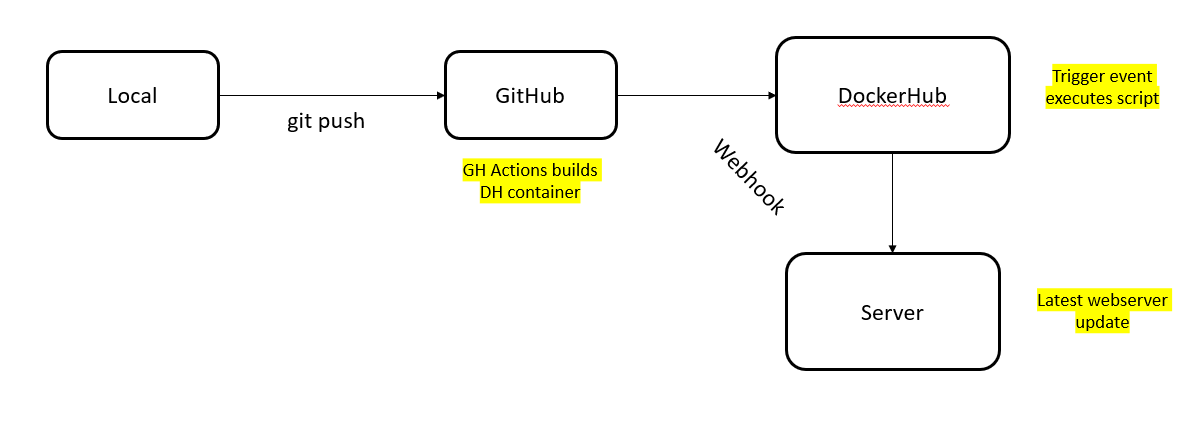 Local
git push
GitHub
GH Actions builds
DH container
Webhook
DockerHub
Trigger event
executes script
Server
Latest webserver
update